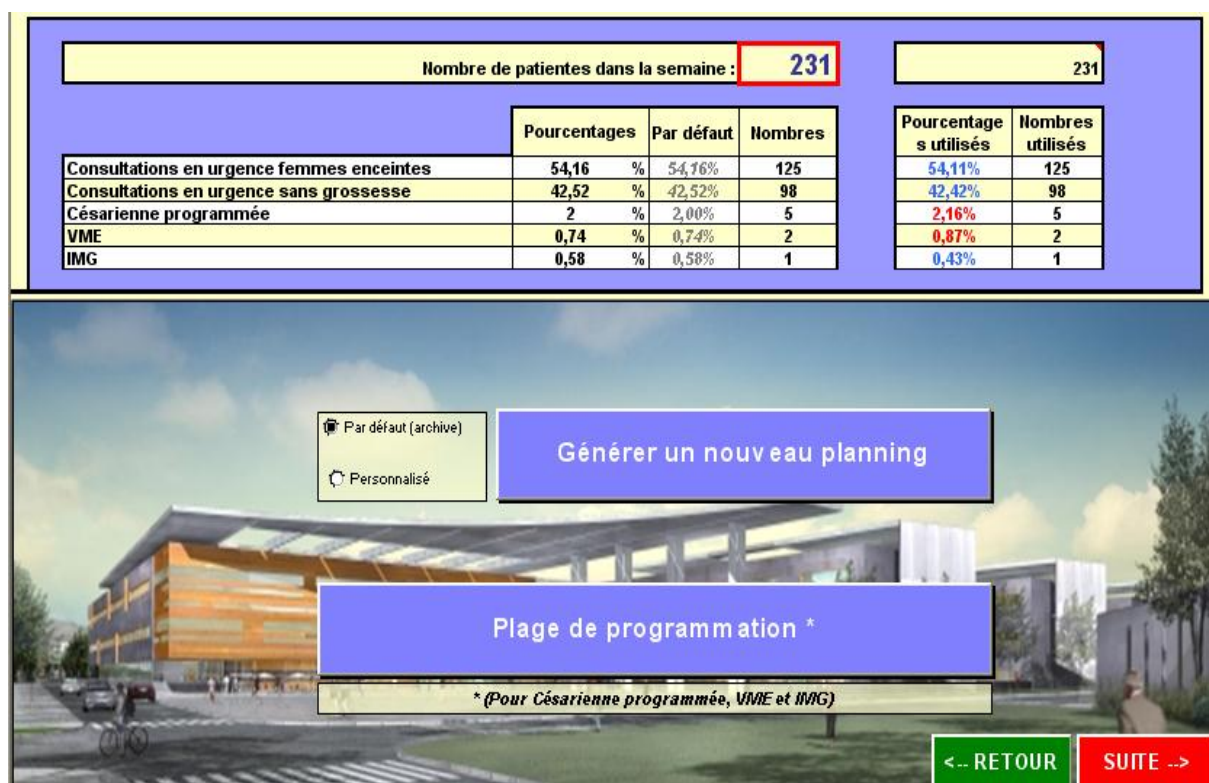 Nombre de patientes dans la semaine : 231 231
Pourcentages Par défaut Nombres Pourcentage s utilisés Nombres utilisés
Consultations en urgence femmes enceintes 54,16 % 54,16% 125 54,11% 125
Consultations en urgence sans grossesse 42,52 % 42,52% 98 42,42% 98
Césarienne programmée 2 % 2,00% 5 2,16% 5
VME 0,74 % 0,74% 2 0,87% 2
IMG 0,58 % 0,58% 1 0,43% 1
Par défaut (archive)
Générer un nouveau planning
Personnalisé
Plage de programmation *
* (Pour Césarienne programmée, VME et IMG)
<-- RETOUR SUITE -->